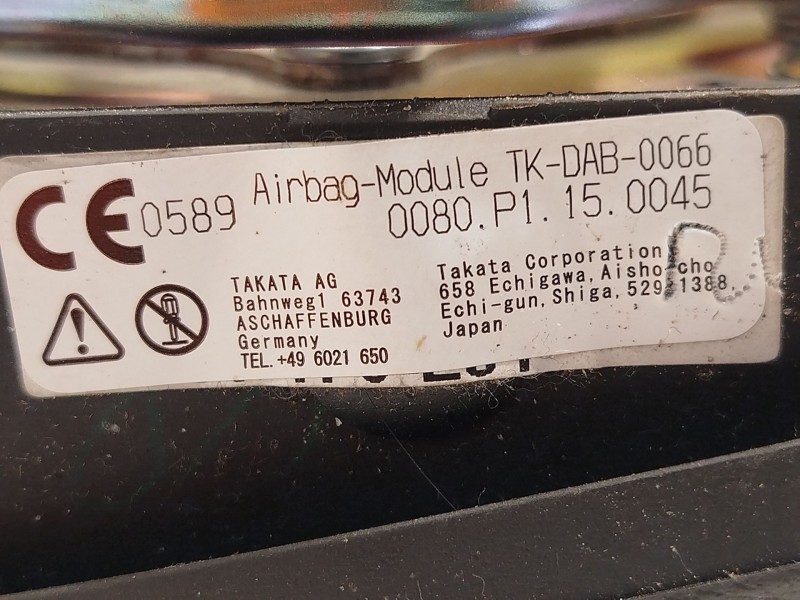 CE 0589 Airbag-Module TK-DAB-0066
0080.P1.15.0045
TAKATA AG
Bahnweg1 63743
ASCHAFFENBURG
Germany
TEL. +49 6021 650
Takata Corporation
658 Echigawa, Aisho-cho
Echi-gun, Shiga, 529-1388,
Japan
R